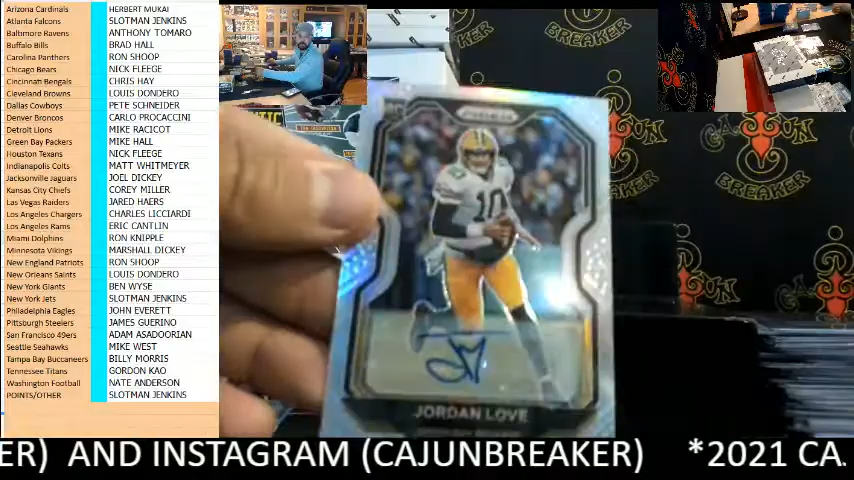 Arizona Cardinals HERBERT MUKAI
Atlanta Falcons SLOTMAN JENKINS
Baltimore Ravens ANTHONY TOMARO
Buffalo Bills BRAD HALL
Carolina Panthers RON SHOOP
Chicago Bears NICK FLEEGE
Cincinnati Bengals CHRIS HAY
Cleveland Browns LOUIS DONDERO
Dallas Cowboys PETE SCHNEIDER
Denver Broncos CARLO PROCACCINI
Detroit Lions MIKE RACICOT
Green Bay Packers MIKE HALL
Houston Texans NICK FLEEGE
Indianapolis Colts MATT WHITMEYER
Jacksonville Jaguars JOEL DICKEY
Kansas City Chiefs COREY MILLER
Las Vegas Raiders JARED HAERS
Los Angeles Chargers CHARLES LICCIARDI
Los Angeles Rams ERIC CANTLIN
Miami Dolphins RON KNIPPLE
Minnesota Vikings MARSHALL DICKEY
New England Patriots RON SHOOP
New Orleans Saints LOUIS DONDERO
New York Giants BEN WYSE
New York Jets SLOTMAN JENKINS
Philadelphia Eagles JOHN EVERETT
Pittsburgh Steelers JAMES GUERINO
San Francisco 49ers ADAM ASADOORIAN
Seattle Seahawks MIKE WEST
Tampa Bay Buccaneers BILLY MORRIS
Tennessee Titans GORDON KAO
Washington Football NATE ANDERSON
POINTS/OTHER SLOTMAN JENKINS
BREAKER
RC
PRIZM
10
CAJUN
BREAKER
BREAKER
JORDAN LOVE
ER) AND INSTAGRAM (CAJUNBREAKER) *2021 CA.